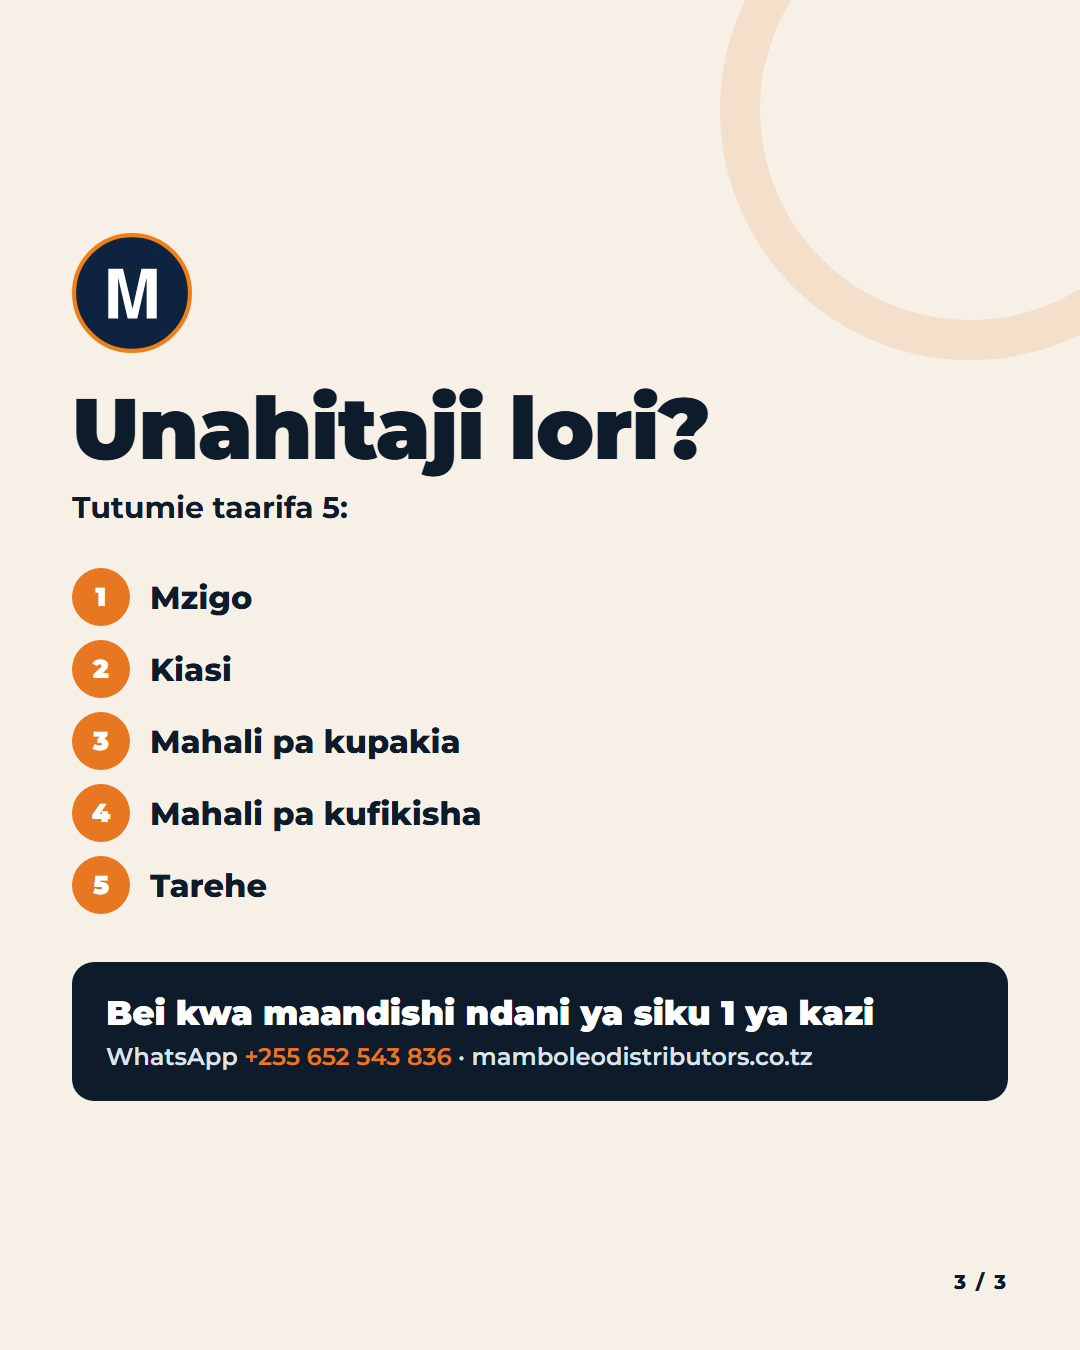 M
Unahitaji lori?
Tutumie taarifa 5:
1 Mzigo
2 Kiasi
3 Mahali pa kupakia
4 Mahali pa kufikisha
5 Tarehe
Bei kwa maandishi ndani ya siku 1 ya kazi
WhatsApp +255 652 543 836 · mamboleodistributors.co.tz
3 / 3